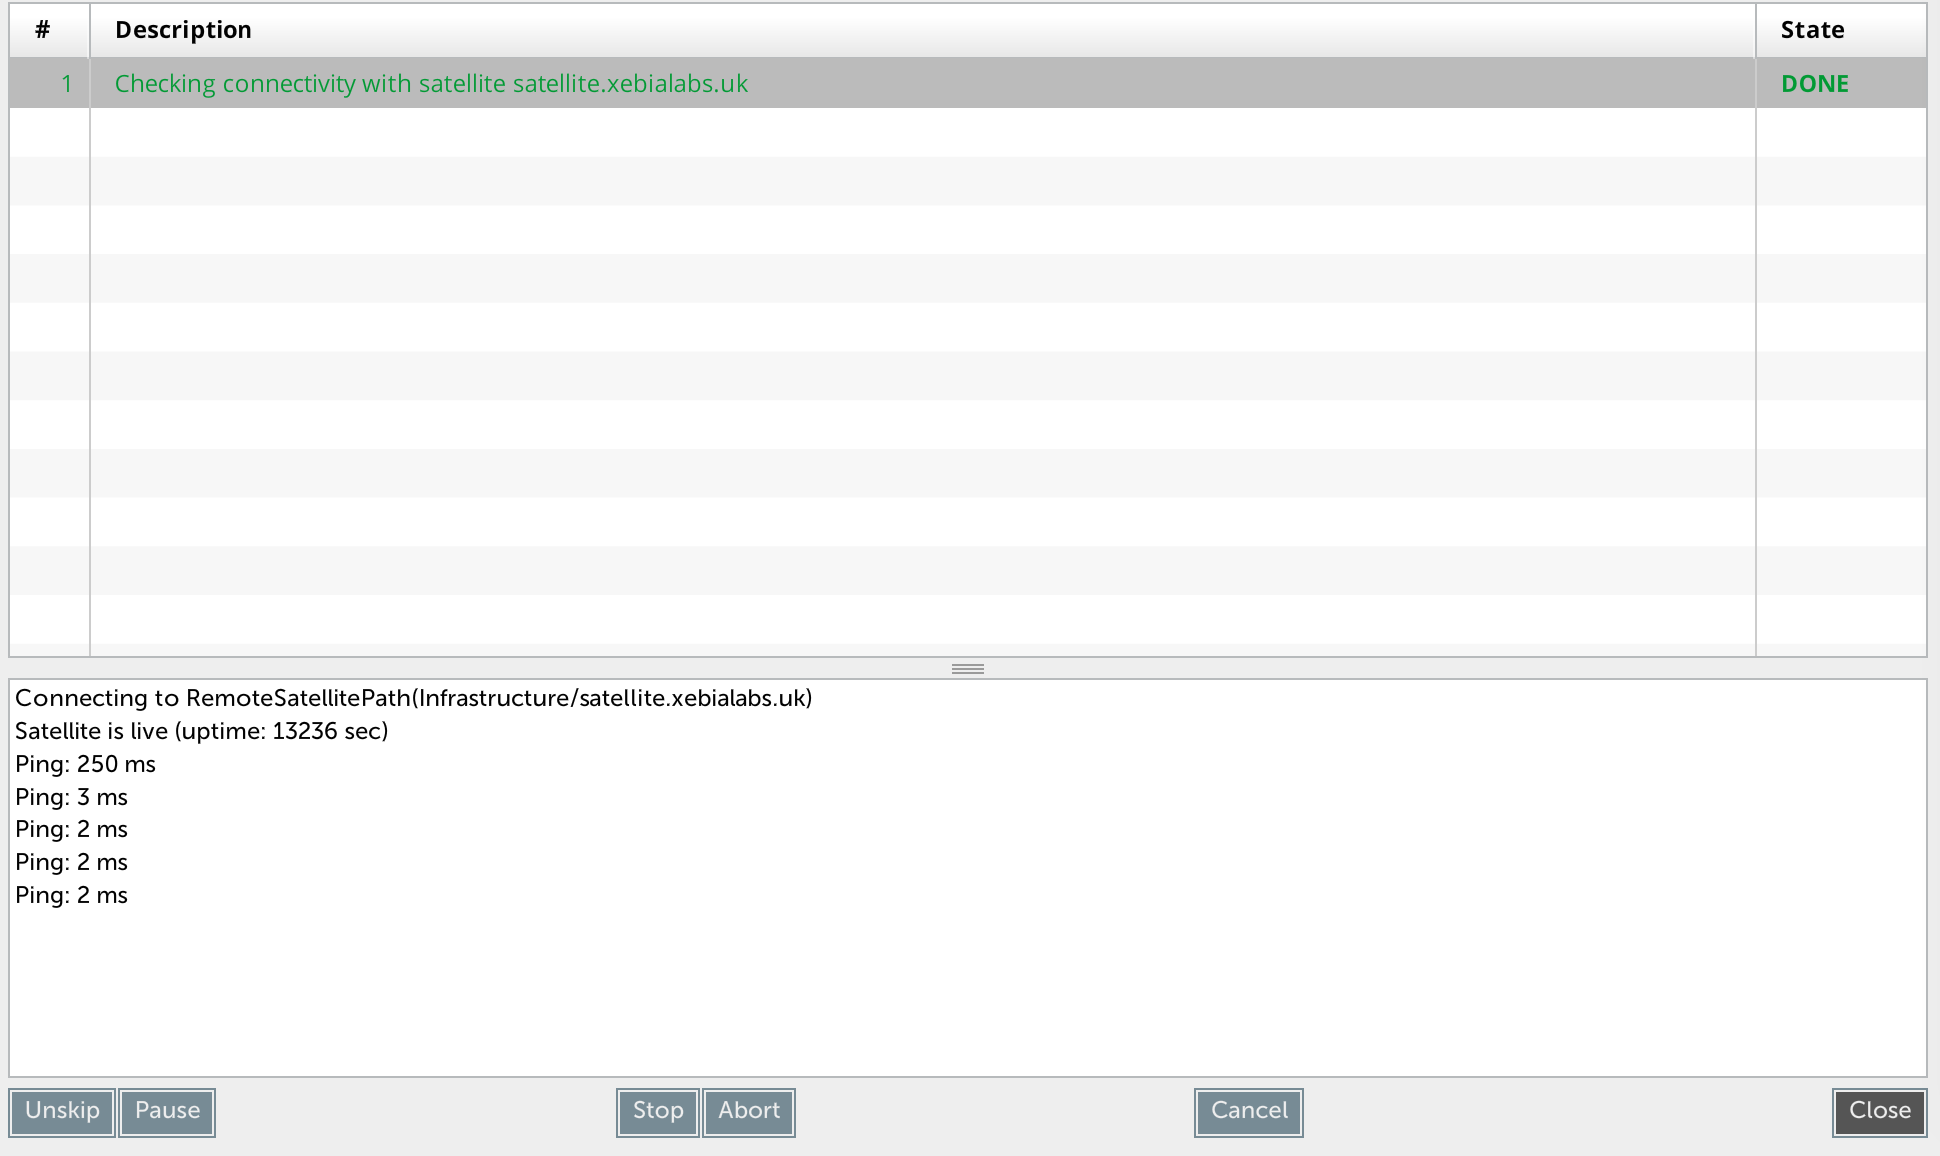 # Description State
1 Checking connectivity with satellite satellite.xebialabs.uk DONE
Connecting to RemoteSatellitePath(Infrastructure/satellite.xebialabs.uk)
Satellite is live (uptime: 13236 sec)
Ping: 250 ms
Ping: 3 ms
Ping: 2 ms
Ping: 2 ms
Ping: 2 ms
Unskip Pause Stop Abort Cancel Close